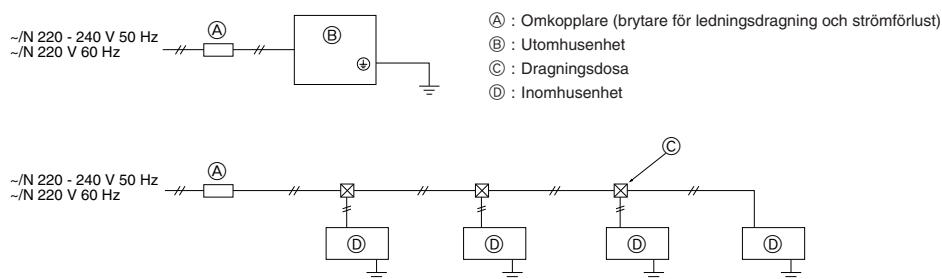 ~/N 220 - 240 V 50 Hz
~/N 220 V 60 Hz
A
B
A : Omkopplare (brytare för ledningsdragning och strömförlust)
B : Utomhusenhet
C : Dragningsdosa
D : Inomhusenhet
~/N 220 - 240 V 50 Hz
~/N 220 V 60 Hz
A
C
D
D
D
D